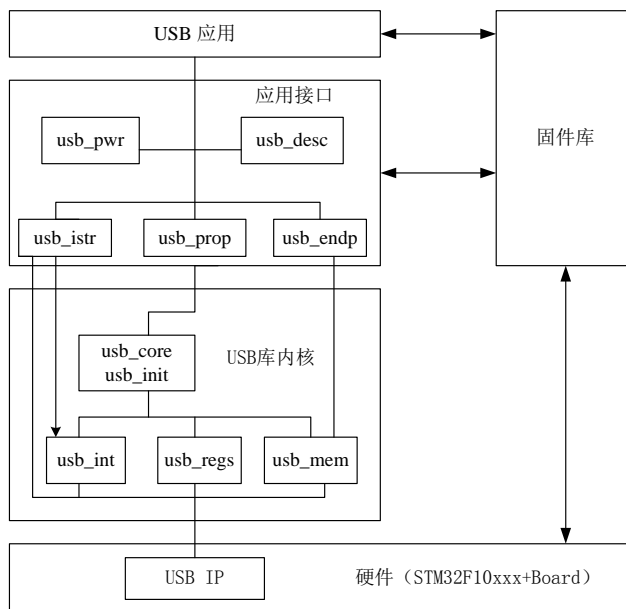 USB 应用
应用接口
固件库
usb_pwr
usb_desc
usb_istr
usb_prop
usb_endp
usb_core
usb_init
USB库内核
usb_int
usb_regs
usb_mem
USB IP
硬件（STM32F10xxx+Board）